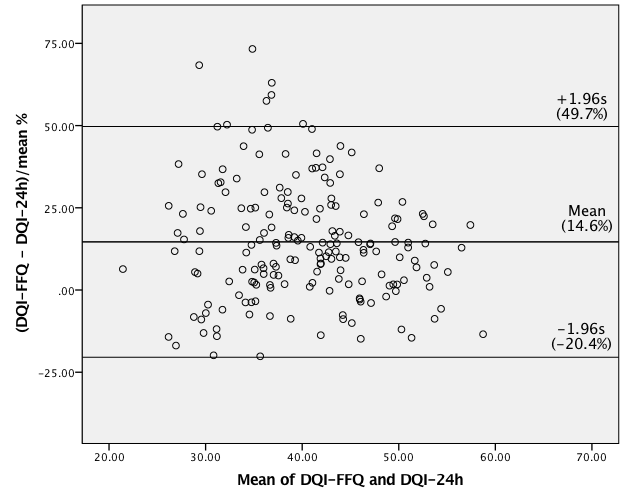 75.00
50.00
25.00
.00
−25.00
(DQI-FFQ − DQI-24h)/mean %
+1.96s
(49.7%)
Mean
(14.6%)
−1.96s
(−20.4%)
20.00 30.00 40.00 50.00 60.00 70.00
Mean of DQI-FFQ and DQI-24h